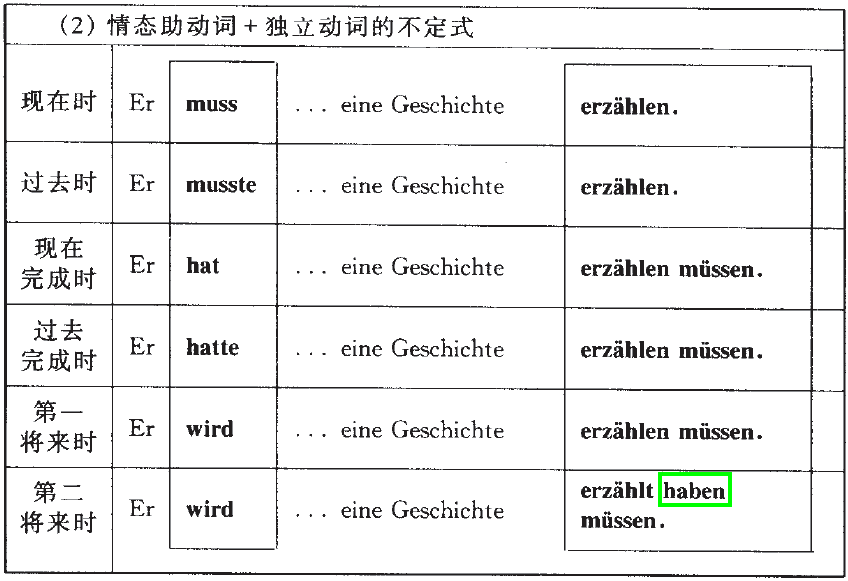 (2) 情态助动词+独立动词的不定式
现在时 Er muss ... eine Geschichte erzählen.
过去时 Er musste ... eine Geschichte erzählen.
现在
完成时 Er hat ... eine Geschichte erzählen müssen.
过去
完成时 Er hatte ... eine Geschichte erzählen müssen.
第一
将来时 Er wird ... eine Geschichte erzählen müssen.
第二
将来时 Er wird ... eine Geschichte erzählt haben
müssen.